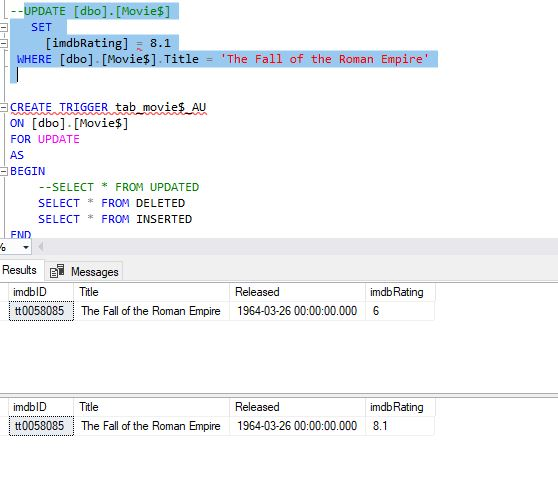 --UPDATE [dbo].[Movie$]
SET
[imdbRating] = 8.1
WHERE [dbo].[Movie$].Title = 'The Fall of the Roman Empire'
CREATE TRIGGER tab_movie$_AU
ON [dbo].[Movie$]
FOR UPDATE
AS
BEGIN
--SELECT * FROM UPDATED
SELECT * FROM DELETED
SELECT * FROM INSERTED
END
%
Results Messages
imdbID Title Released imdbRating
tt0058085 The Fall of the Roman Empire 1964-03-26 00:00:00.000 6
imdbID Title Released imdbRating
tt0058085 The Fall of the Roman Empire 1964-03-26 00:00:00.000 8.1